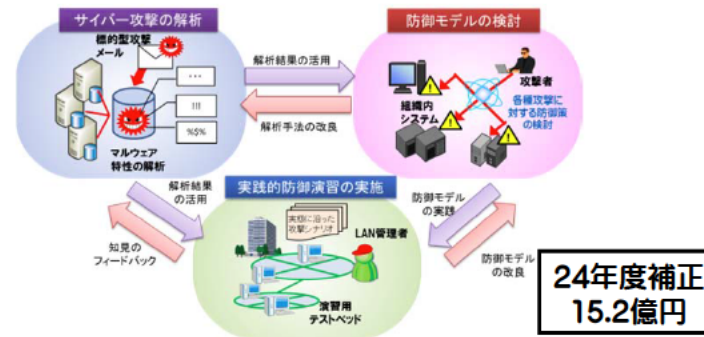 サイバー攻撃の解析
標的型攻撃
メール
・・・
!!!
%$%
マルウェア
特性の解析
解析結果の活用
解析手法の改良
防御モデルの検討
攻撃者
組織内
システム
各種攻撃に
対する防御策
の検討
解析結果
の活用
知見の
フィードバック
実践的防御演習の実施
実態に沿った
攻撃シナリオ
LAN管理者
演習用
テストベッド
防御モデル
の実践
防御モデル
の改良
24年度補正
15.2億円